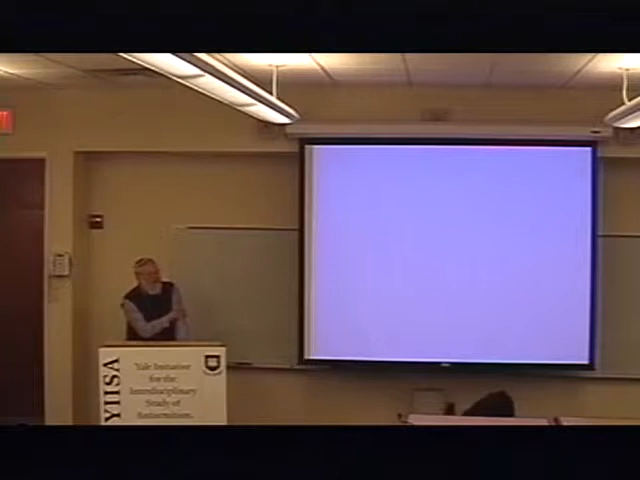 YIISA
Yale Initiative
for the
Interdisciplinary
Study of
Antisemitism